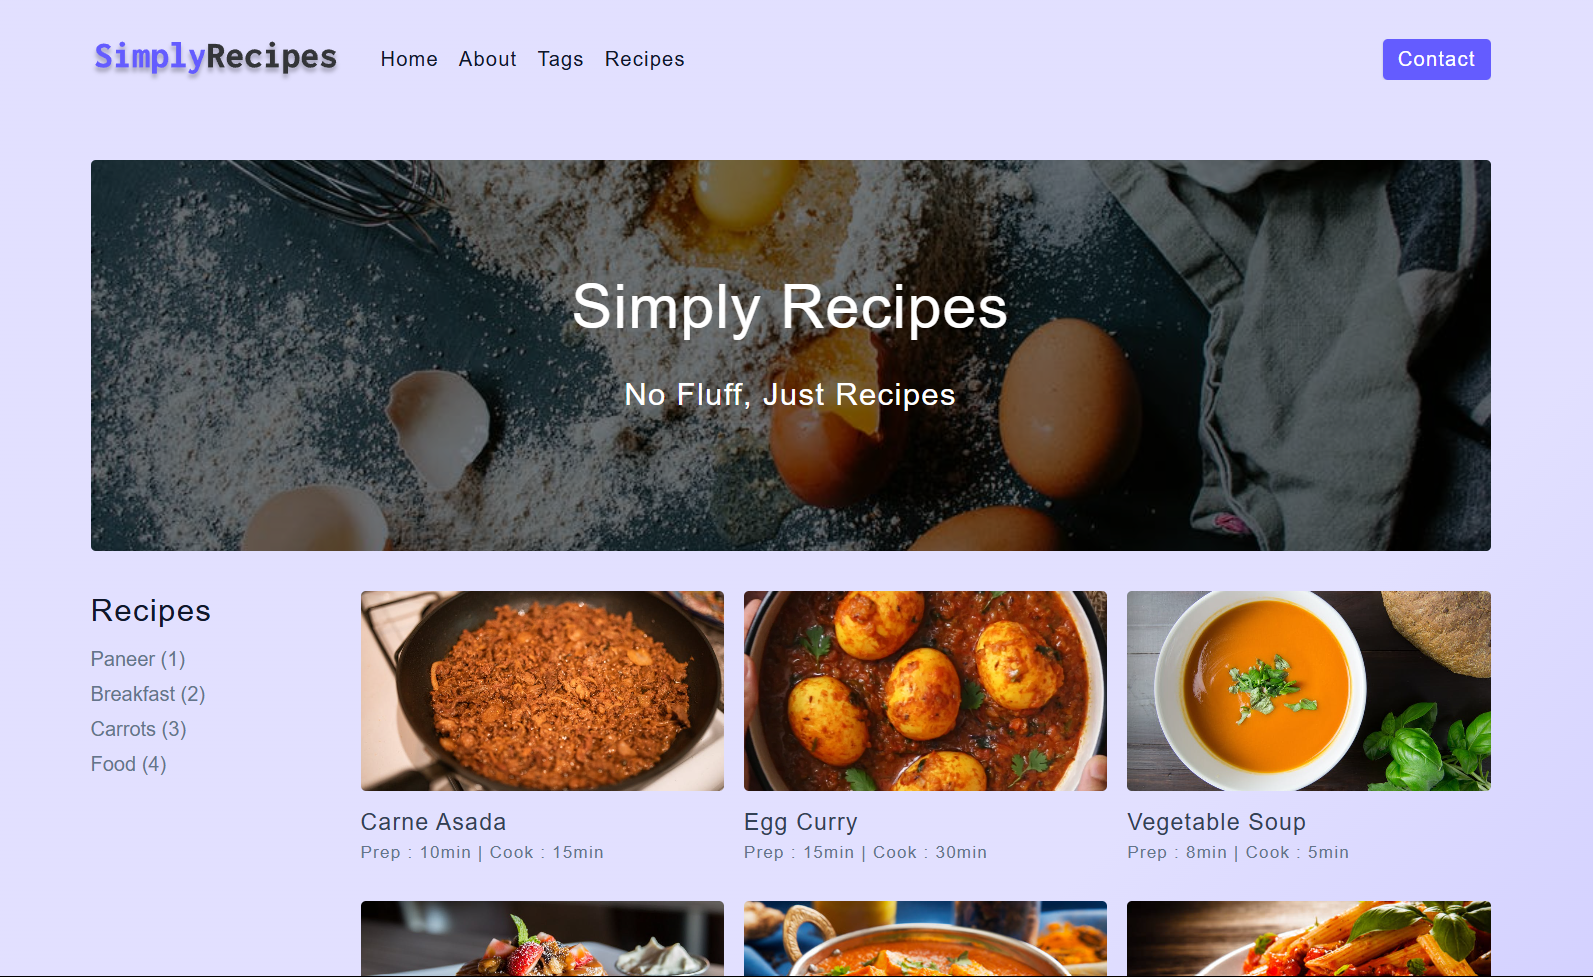 SimplyRecipes
Home About Tags Recipes
Contact
Simply Recipes
No Fluff, Just Recipes
Recipes
Paneer (1)
Breakfast (2)
Carrots (3)
Food (4)
Carne Asada
Prep : 10min | Cook : 15min
Egg Curry
Prep : 15min | Cook : 30min
Vegetable Soup
Prep : 8min | Cook : 5min